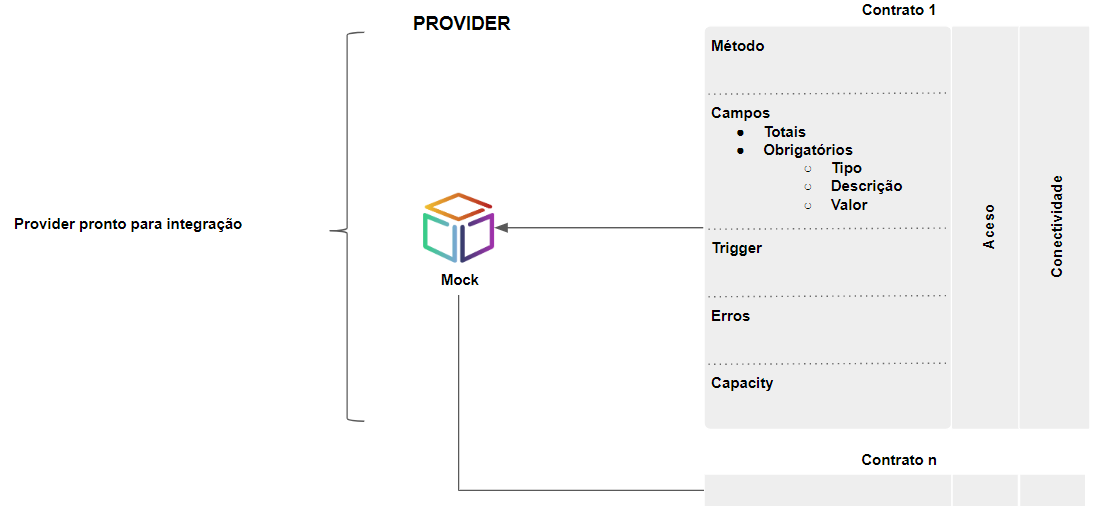 Contrato 1
PROVIDER
Método
Campos
● Totais
● Obrigatórios
○ Tipo
○ Descrição
○ Valor
Provider pronto para integração
Mock
Trigger
Erros
Capacity
Aceso
Conectividade
Contrato n